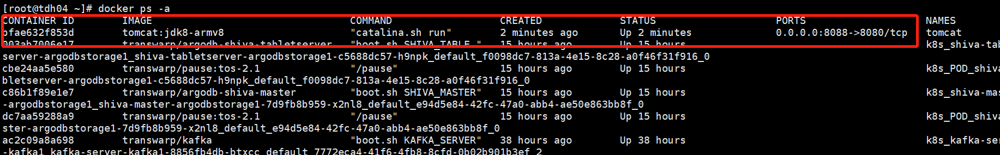 [root@tdh04 ~]# docker ps -a
CONTAINER ID IMAGE COMMAND CREATED STATUS PORTS NAMES
bfae632f853d tomcat:jdk8-armv8 "catalina.sh run" 2 minutes ago Up 2 minutes 0.0.0.0:8088->8080/tcp tomcat
003ab7006e17 transwarp/argodb-shiva-tabletserver "boot.sh SHIVA_TABLE…" 15 hours ago Up 15 hours k8s_shiva-tab
server-argodbstorage1_shiva-tabletserver-argodbstorage1-c5688dc57-h9npk_default_f0098dc7-813a-4e15-8c28-a0f46f31f916_0
cbe24aa5e580 transwarp/pause:tos-2.1 "/pause" 15 hours ago Up 15 hours k8s_POD_shiva
bletserver-argodbstorage1-c5688dc57-h9npk_default_f0098dc7-813a-4e15-8c28-a0f46f31f916_0
c86b1f89e1e7 transwarp/argodb-shiva-master "boot.sh SHIVA_MASTER" 15 hours ago Up 15 hours k8s_shiva-mas
-argodbstorage1_shiva-master-argodbstorage1-7d9fb8b959-x2nl8_default_e94d5e84-42fc-47a0-abb4-ae50e863bb8f_0
dc7aa59288a9 transwarp/pause:tos-2.1 "/pause" 15 hours ago Up 15 hours k8s_POD_shiva
ster-argodbstorage1-7d9fb8b959-x2nl8_default_e94d5e84-42fc-47a0-abb4-ae50e863bb8f_0
ac2c09a8a698 transwarp/kafka "boot.sh KAFKA_SERVER" 38 hours ago Up 38 hours k8s_kafka-ser
-kafka1_kafka-server-kafka1-8856fb4db-btxcc_default_7772eca4-41f6-4fb8-8cfd-0b02b901b3ef_2